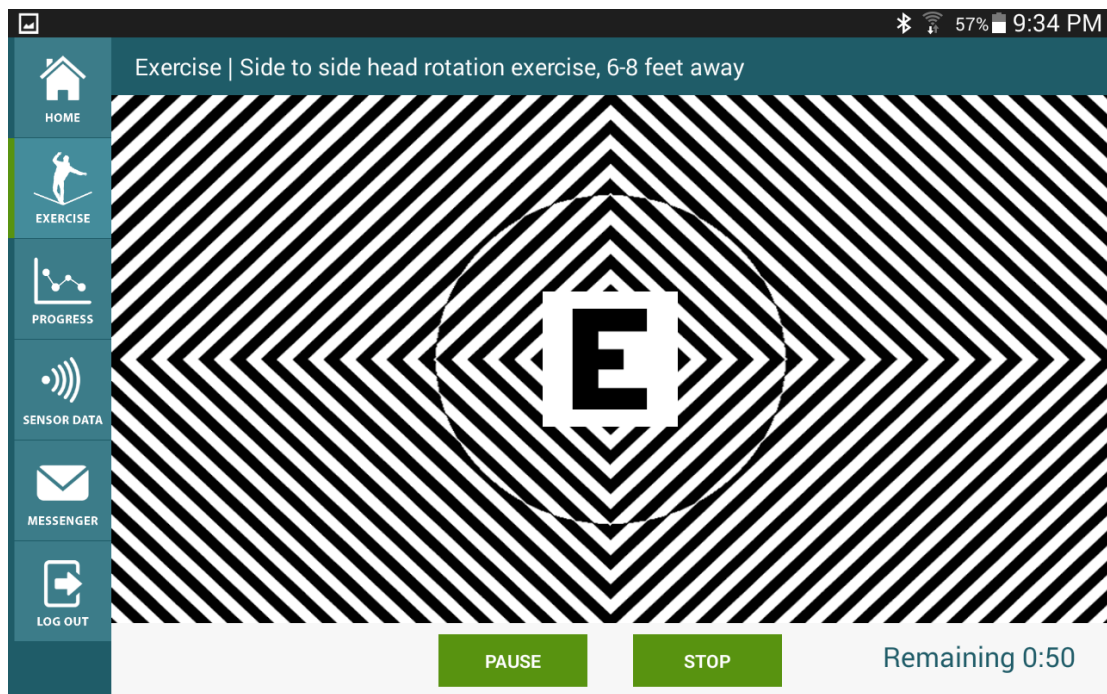 57% 9:34 PM
Exercise | Side to side head rotation exercise, 6-8 feet away
HOME
EXERCISE
PROGRESS
SENSOR DATA
MESSENGER
LOG OUT
E
PAUSE
STOP
Remaining 0:50